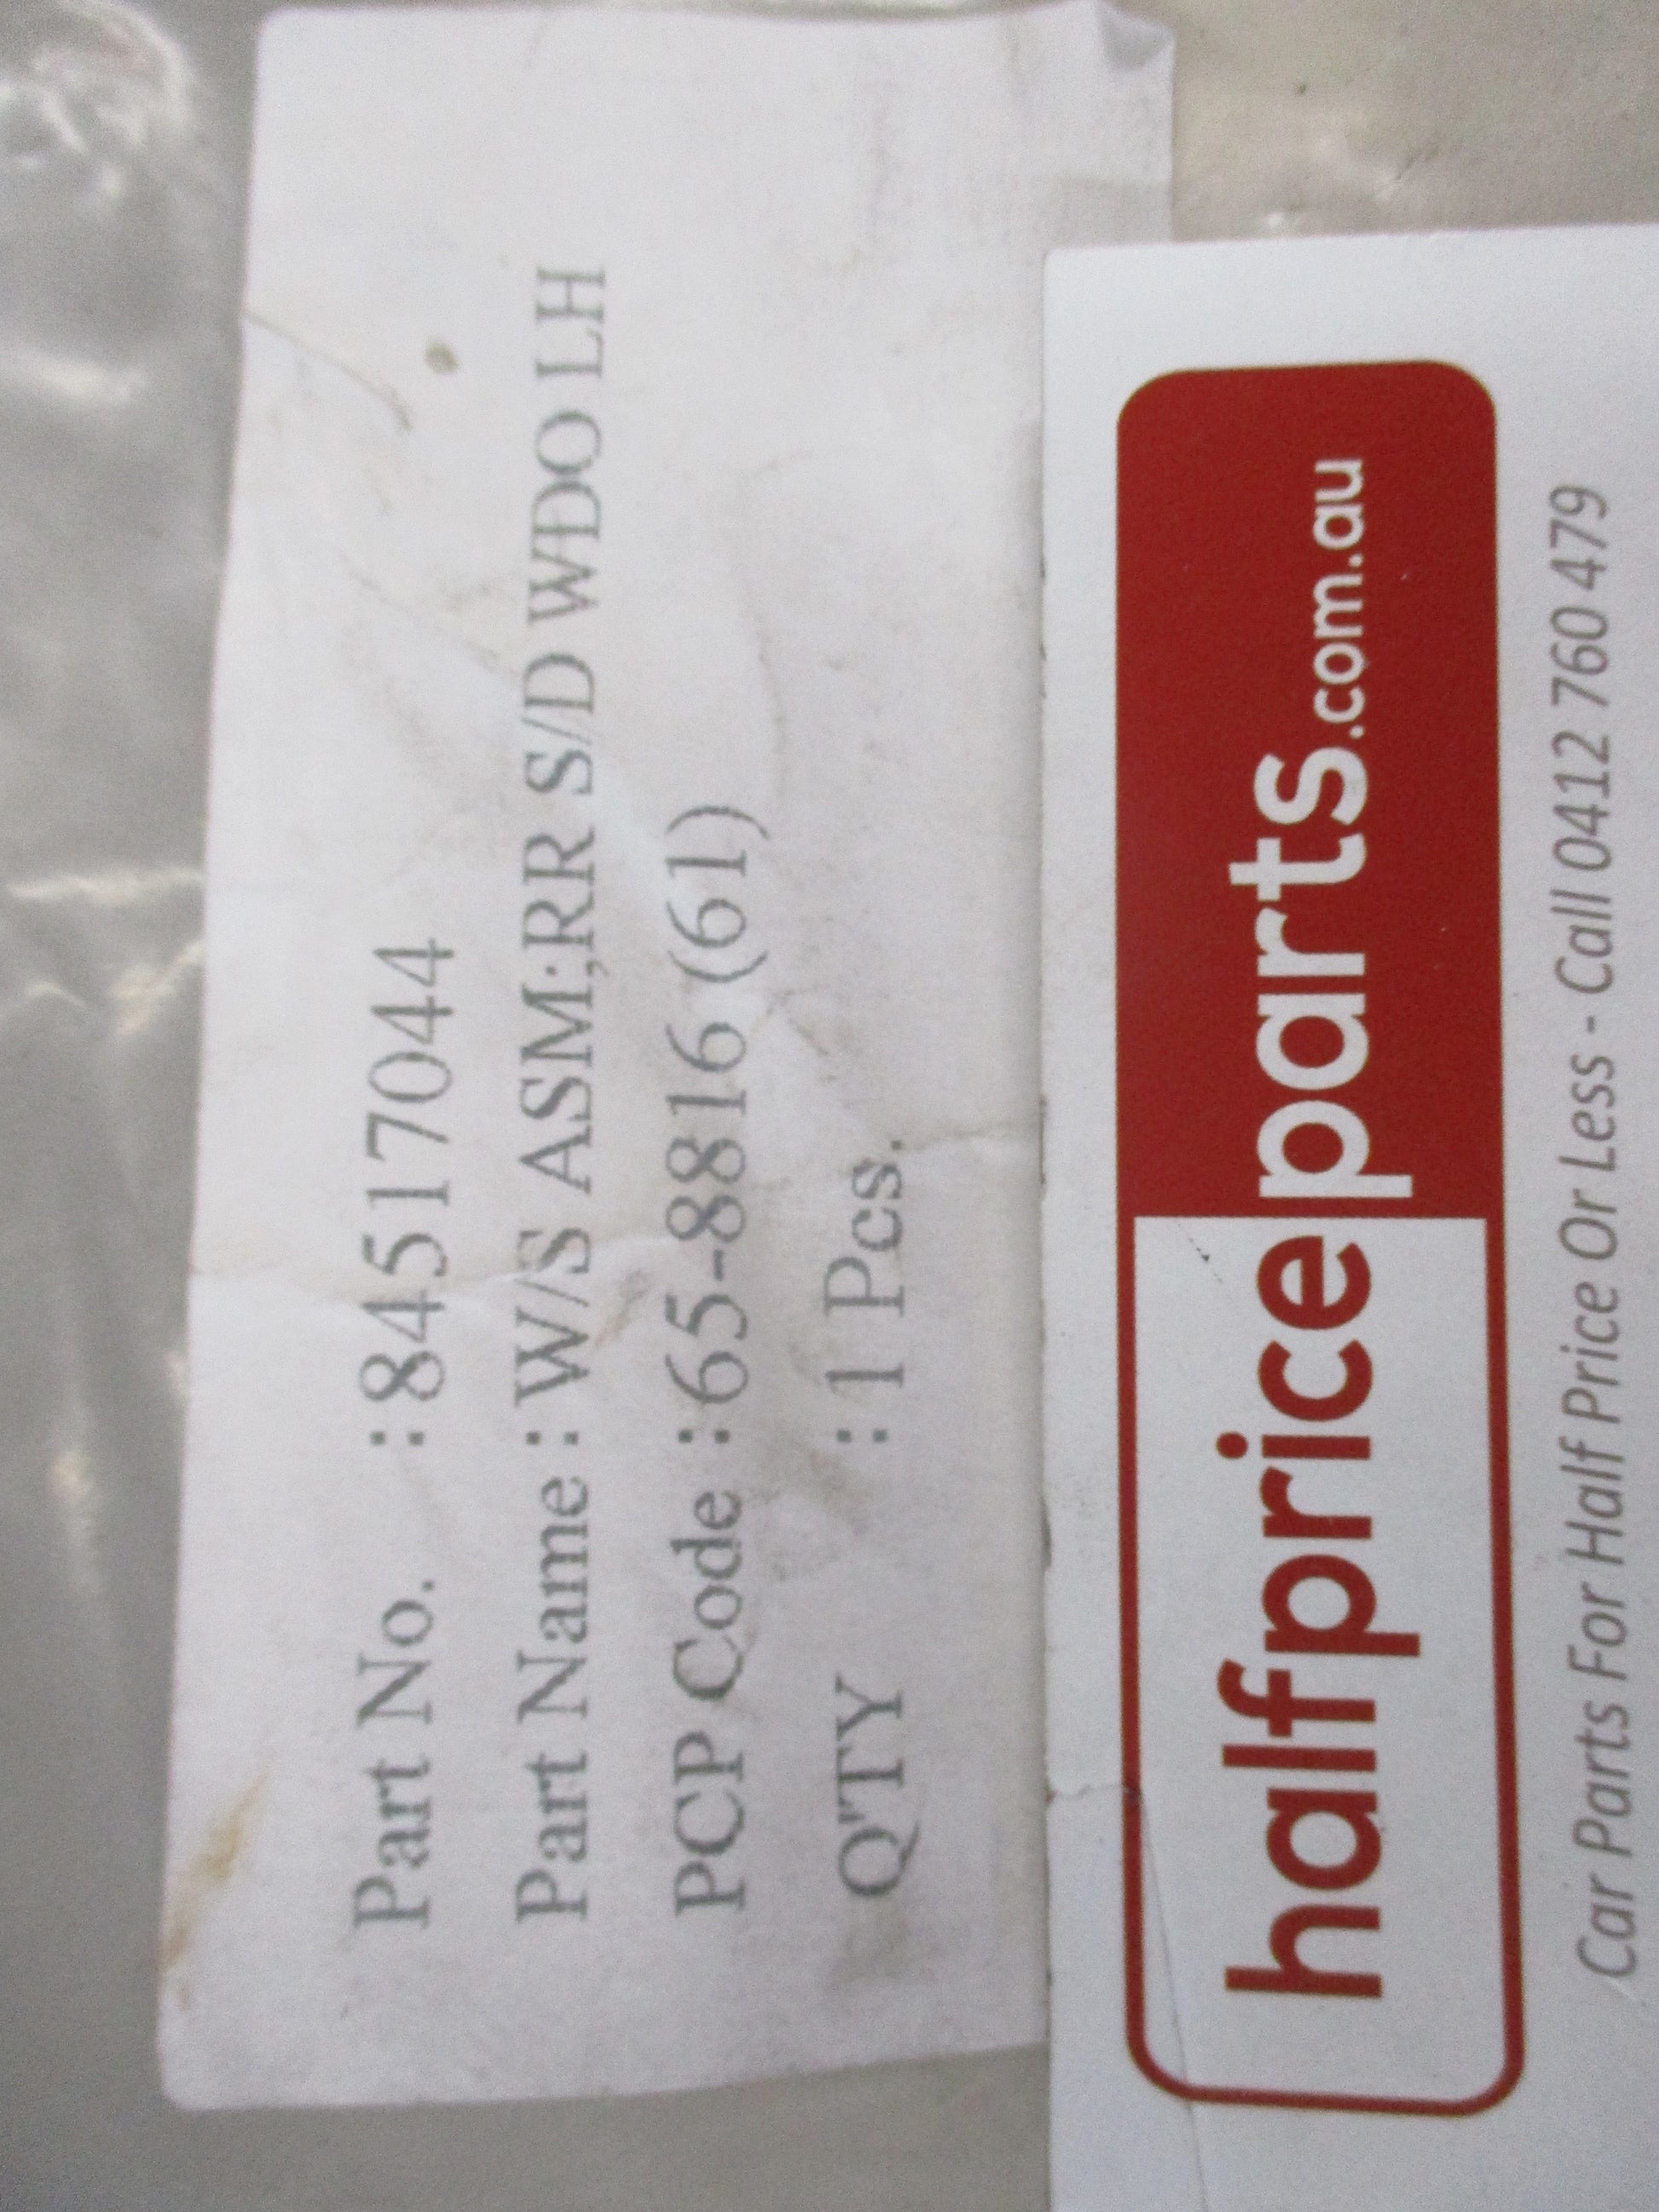 Part No. :84517044
Part Name : W/S ASM;RR S/D WDO LH
PCP Code : 65-8816 (61)
Q'TY : 1 Pcs.
halfpriceparts.com.au
Car Parts For Half Price Or Less - Call 0412 760 479